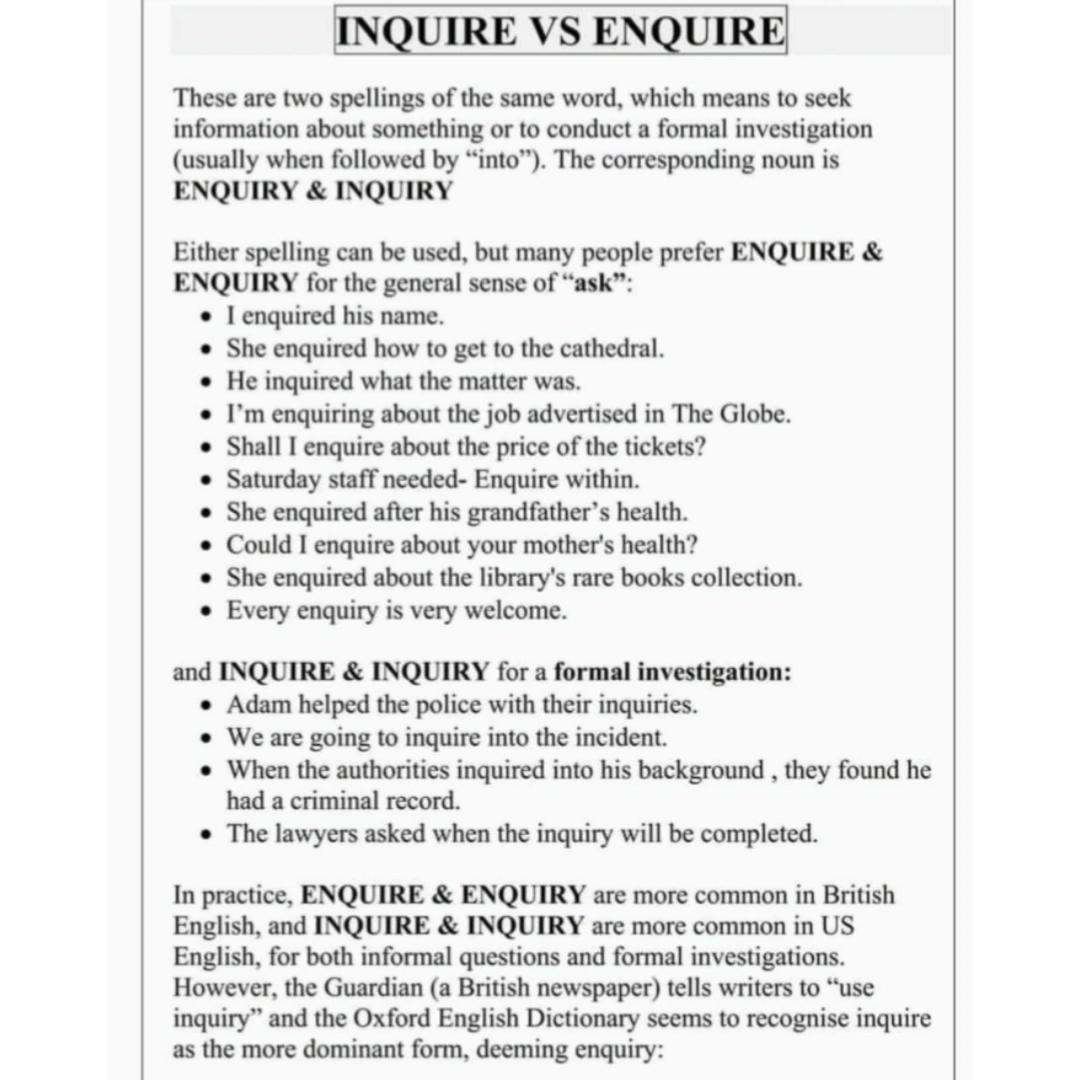 INQUIRE VS ENQUIRE
These are two spellings of the same word, which means to seek
information about something or to conduct a formal investigation
(usually when followed by “into”). The corresponding noun is
ENQUIRY & INQUIRY
Either spelling can be used, but many people prefer ENQUIRE &
ENQUIRY for the general sense of “ask”:
• I enquired his name.
• She enquired how to get to the cathedral.
• He inquired what the matter was.
• I’m enquiring about the job advertised in The Globe.
• Shall I enquire about the price of the tickets?
• Saturday staff needed- Enquire within.
• She enquired after his grandfather’s health.
• Could I enquire about your mother's health?
• She enquired about the library's rare books collection.
• Every enquiry is very welcome.
and INQUIRE & INQUIRY for a formal investigation:
• Adam helped the police with their inquiries.
• We are going to inquire into the incident.
• When the authorities inquired into his background , they found he
had a criminal record.
• The lawyers asked when the inquiry will be completed.
In practice, ENQUIRE & ENQUIRY are more common in British
English, and INQUIRE & INQUIRY are more common in US
English, for both informal questions and formal investigations.
However, the Guardian (a British newspaper) tells writers to “use
inquiry” and the Oxford English Dictionary seems to recognise inquire
as the more dominant form, deeming enquiry: